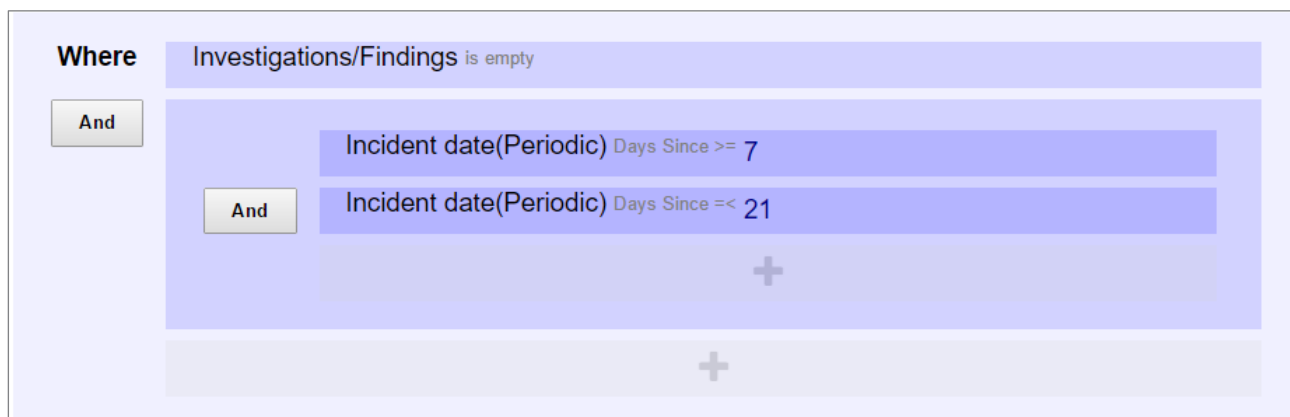 Where Investigations/Findings is empty
And
Incident date(Periodic) Days Since >= 7
And
Incident date(Periodic) Days Since =< 21